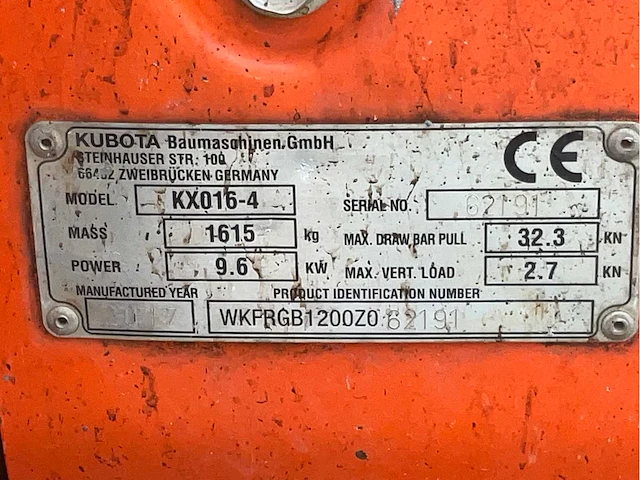 KUBOTA Baumaschinen GmbH
STEINHAUSER STR. 100
ZWEIBRÜCKEN GERMANY
CE
MODEL KX016-4 SERIAL NO. 62191
MASS 1615 kg MAX. DRAW BAR PULL 32.3 KN
POWER 9.6 KW MAX. VERT. LOAD 2.7 KN
MANUFACTURED YEAR PRODUCT IDENTIFICATION NUMBER
WKFRGB1200Z062191